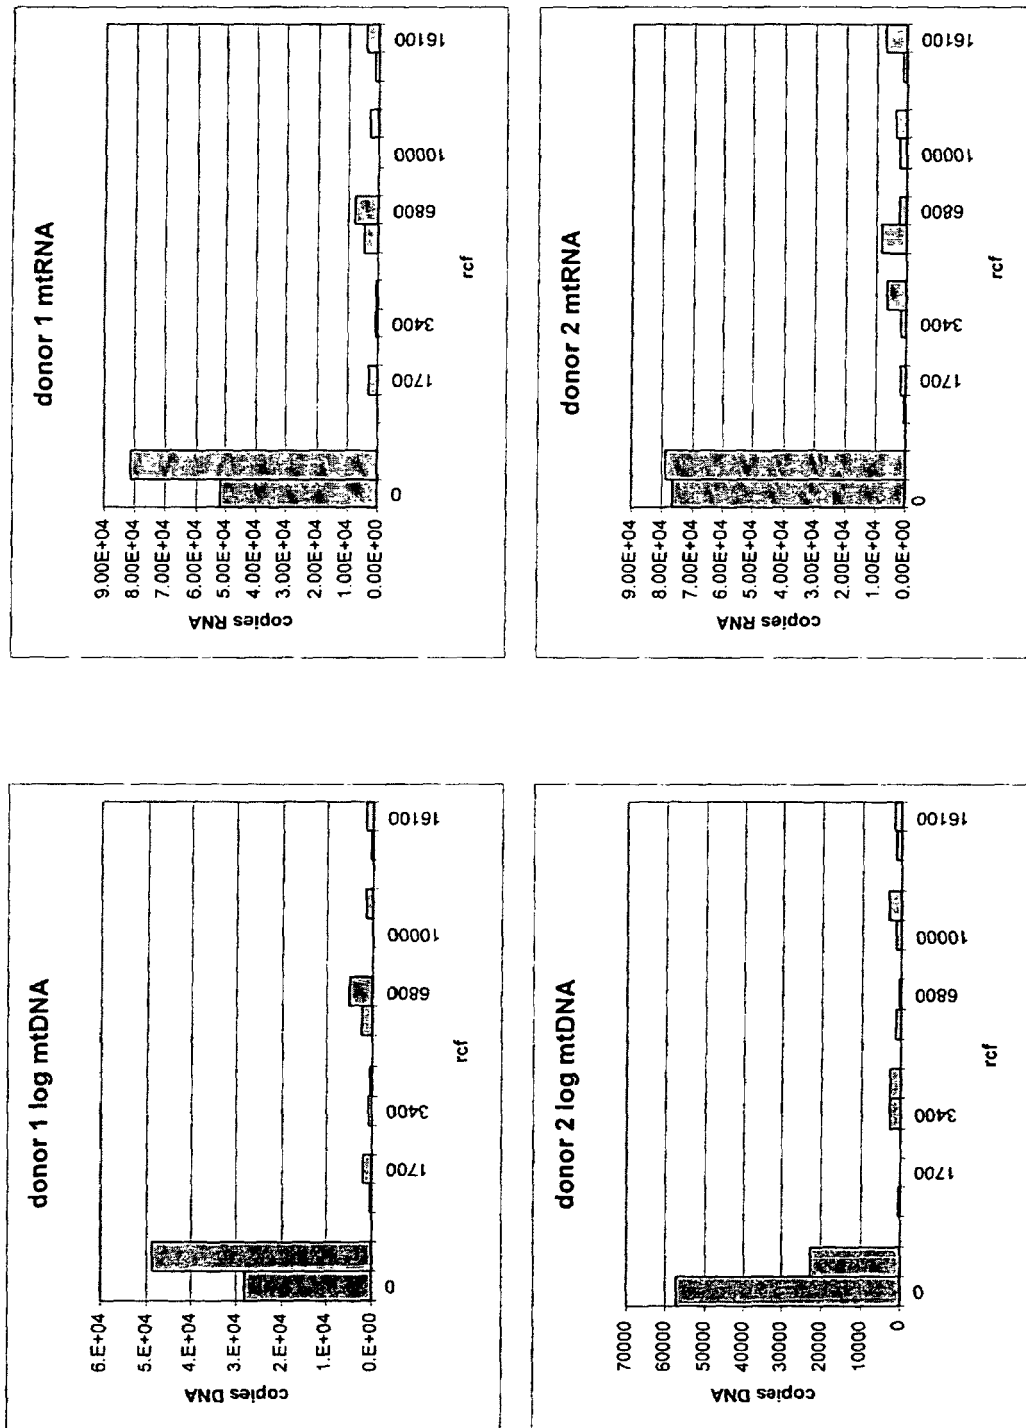 donor 1 mtRNA
9.00E+04
8.00E+04
7.00E+04
6.00E+04
5.00E+04
4.00E+04
3.00E+04
2.00E+04
1.00E+04
0.00E+00
copies RNA
0
1700
3400
6800
10000
16100
rcf
donor 2 mtRNA
9.00E+04
8.00E+04
7.00E+04
6.00E+04
5.00E+04
4.00E+04
3.00E+04
2.00E+04
1.00E+04
0.00E+00
copies RNA
0
1700
3400
6800
10000
16100
rcf
donor 1 log mtDNA
6.E+04
5.E+04
4.E+04
3.E+04
2.E+04
1.E+04
0.E+00
copies DNA
0
1700
3400
6800
10000
16100
rcf
donor 2 log mtDNA
70000
60000
50000
40000
30000
20000
10000
0
copies DNA
0
1700
3400
6800
10000
16100
rcf